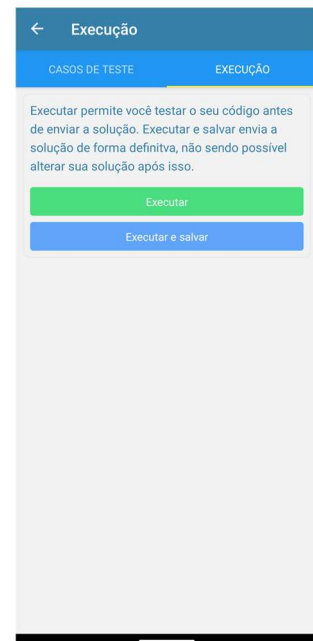 Execução
CASOS DE TESTE
EXECUÇÃO
Executar permite você testar o seu código antes
de enviar a solução. Executar e salvar envia a
solução de forma definitva, não sendo possível
alterar sua solução após isso.
Executar
Executar e salvar